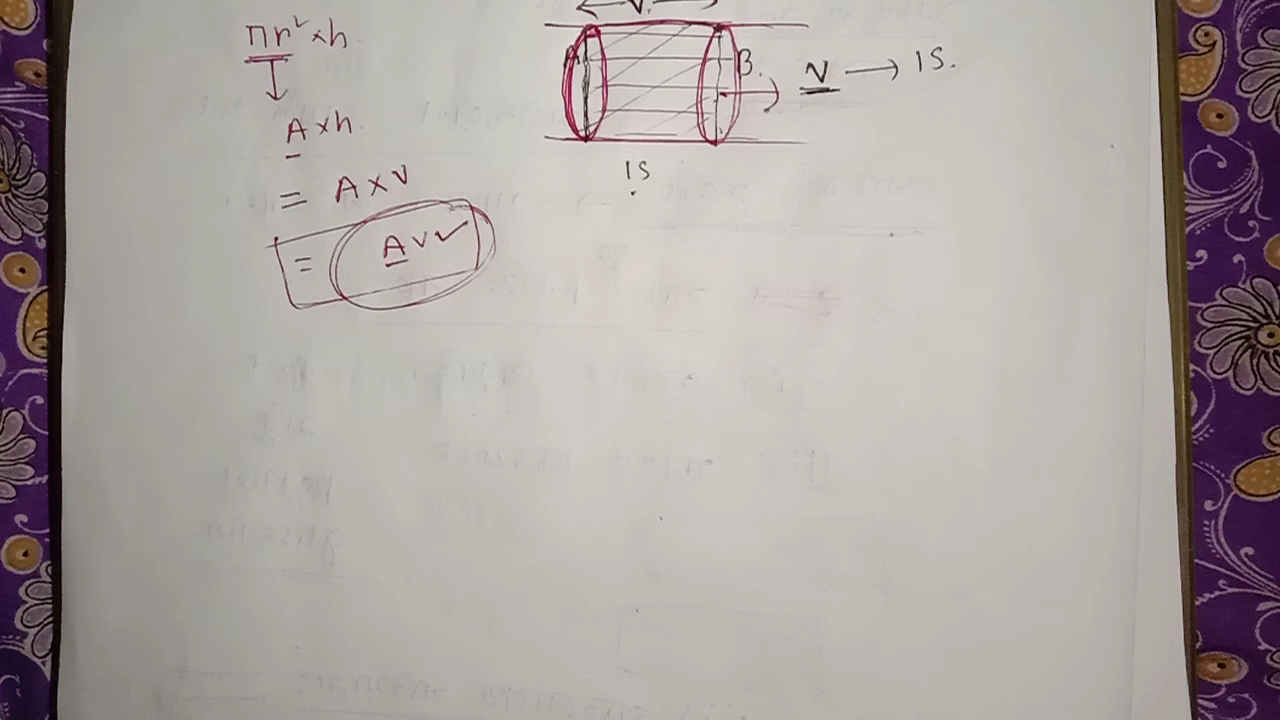 V.
πr² × h
B.
V → 1S.
A × h.
1S
= A × V
= AV